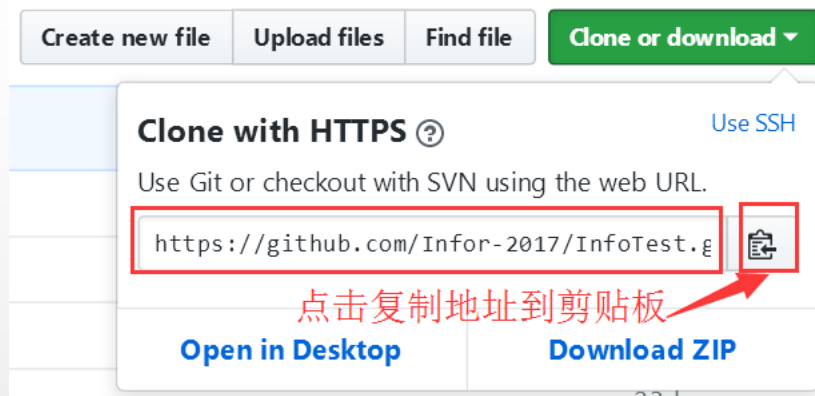 Create new file Upload files Find file Clone or download
Clone with HTTPS Use SSH
Use Git or checkout with SVN using the web URL.
https://github.com/Infor-2017/InfoTest.g
点击复制地址到剪贴板
Open in Desktop Download ZIP